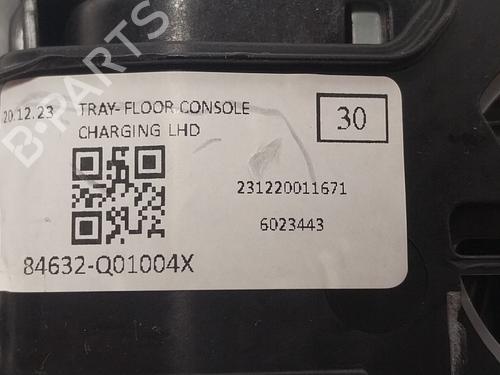 B-PARTS
20.12.23 TRAY-FLOOR CONSOLE
CHARGING LHD
30
231220011671
6023443
84632-Q01004X